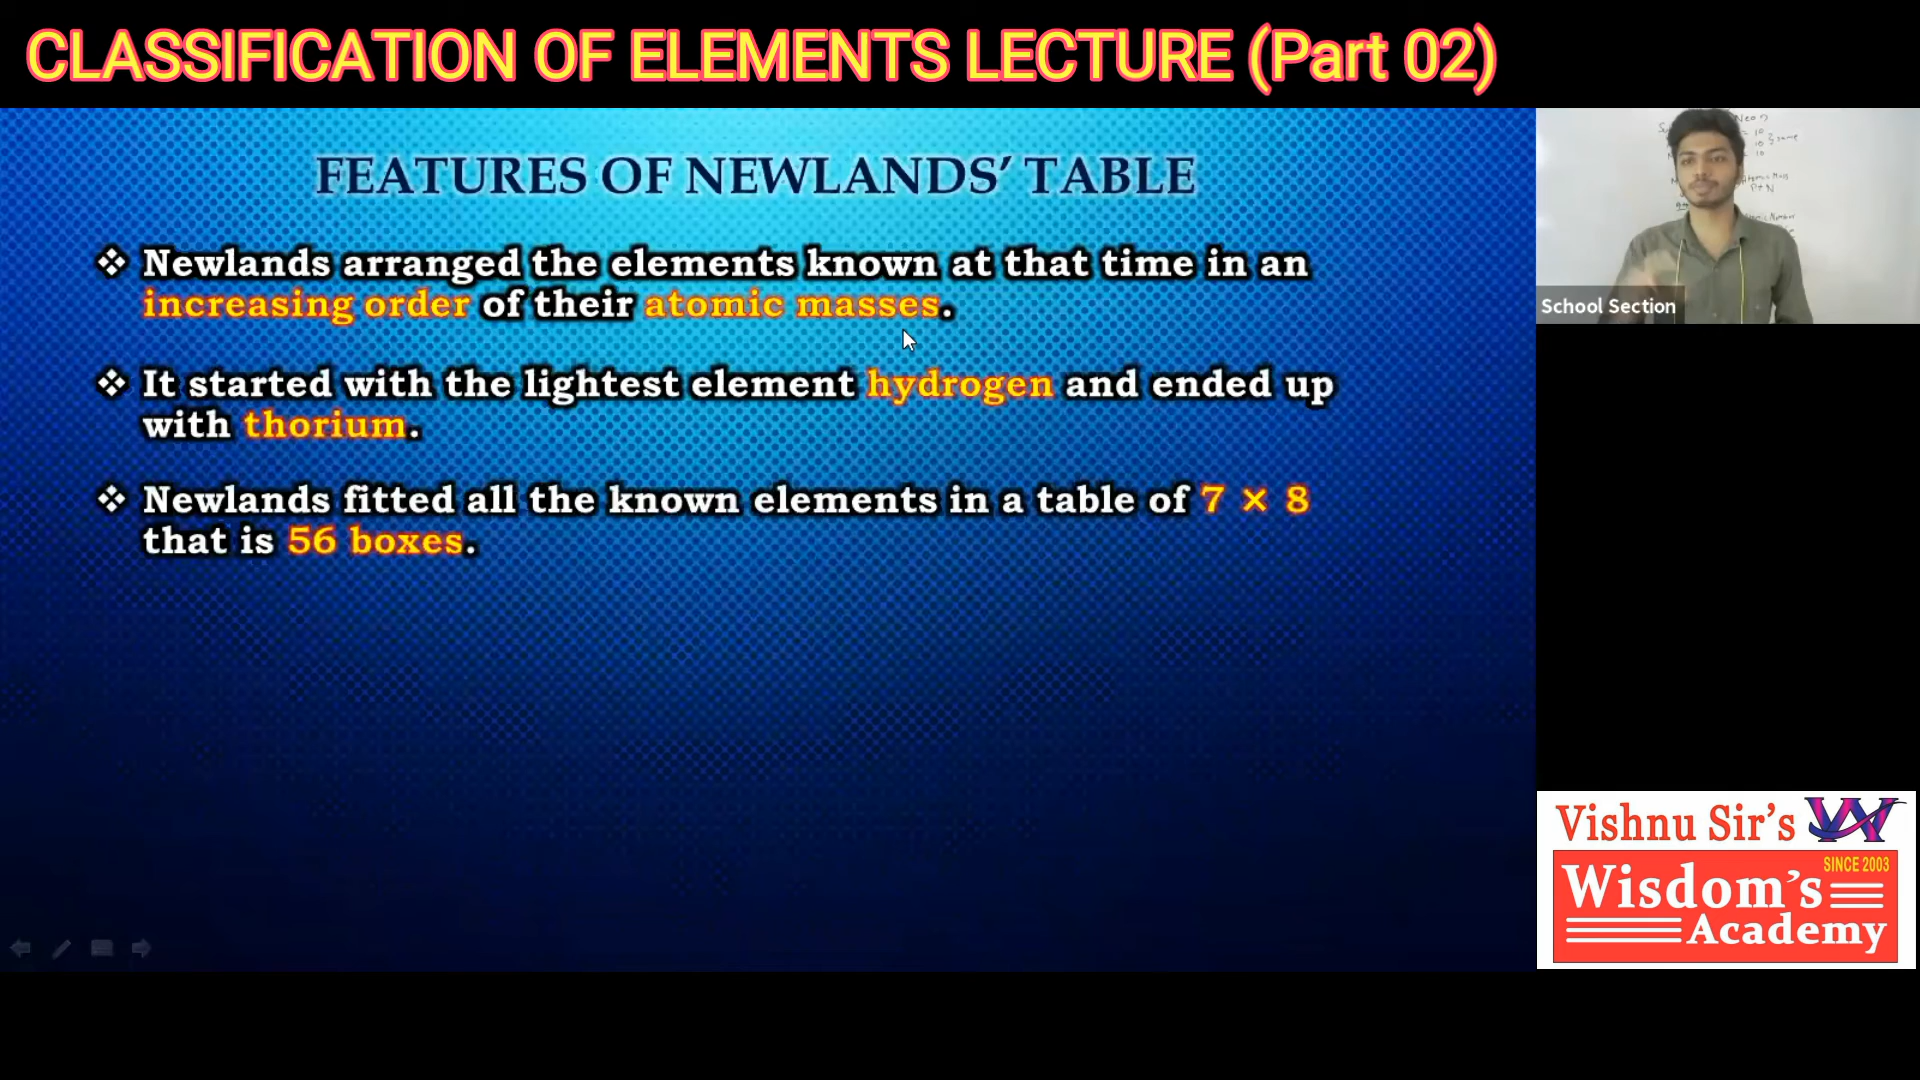 CLASSIFICATION OF ELEMENTS LECTURE (Part 02)
FEATURES OF NEWLANDS’ TABLE
❖ Newlands arranged the elements known at that time in an
increasing order of their atomic masses.
❖ It started with the lightest element hydrogen and ended up
with thorium.
❖ Newlands fitted all the known elements in a table of 7 × 8
that is 56 boxes.
School Section
Vishnu Sir’s
SINCE 2003
Wisdom’s
Academy